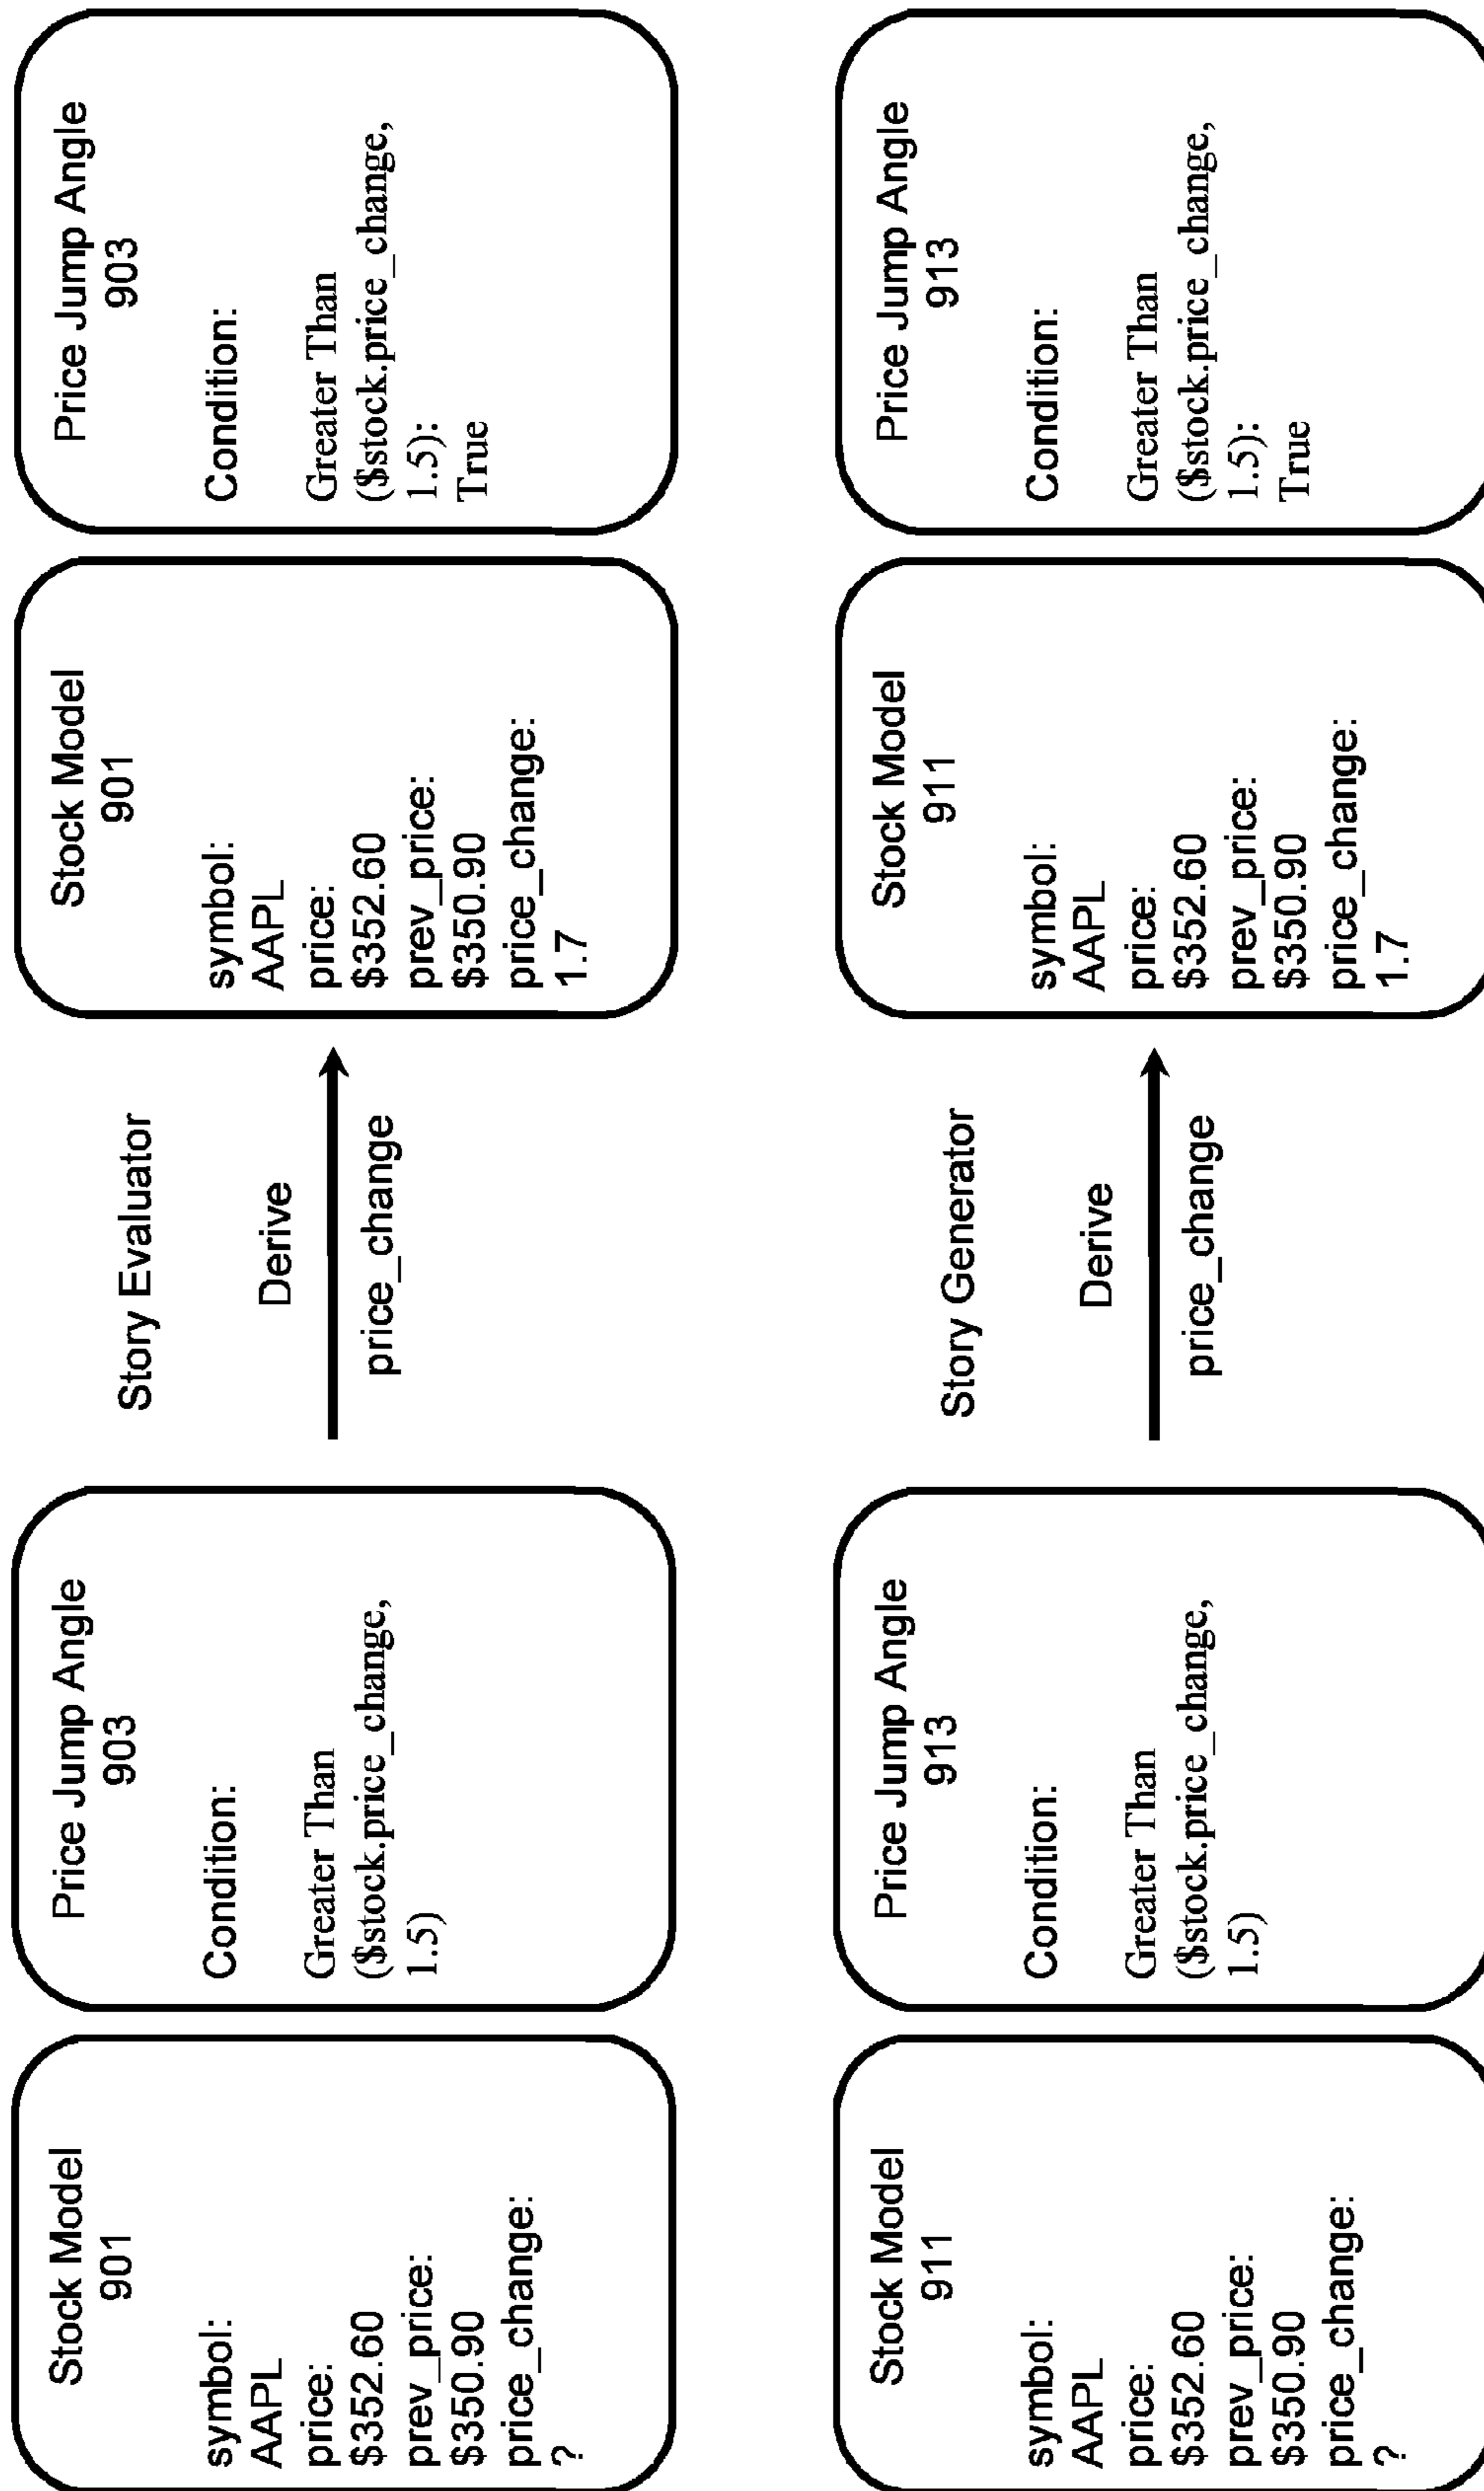 Stock Model
901
symbol:
AAPL
price:
$352.60
prev_price:
$350.90
price_change:
?
Price Jump Angle
903
Condition:
Greater Than
($stock.price_change,
1.5)
Story Evaluator
Derive
price_change
Stock Model
901
symbol:
AAPL
price:
$352.60
prev_price:
$350.90
price_change:
1.7
Price Jump Angle
903
Condition:
Greater Than
($stock.price_change,
1.5):
True
Stock Model
911
symbol:
AAPL
price:
$352.60
prev_price:
$350.90
price_change:
?
Price Jump Angle
913
Condition:
Greater Than
($stock.price_change,
1.5)
Story Generator
Derive
price_change
Stock Model
911
symbol:
AAPL
price:
$352.60
prev_price:
$350.90
price_change:
1.7
Price Jump Angle
913
Condition:
Greater Than
($stock.price_change,
1.5):
True